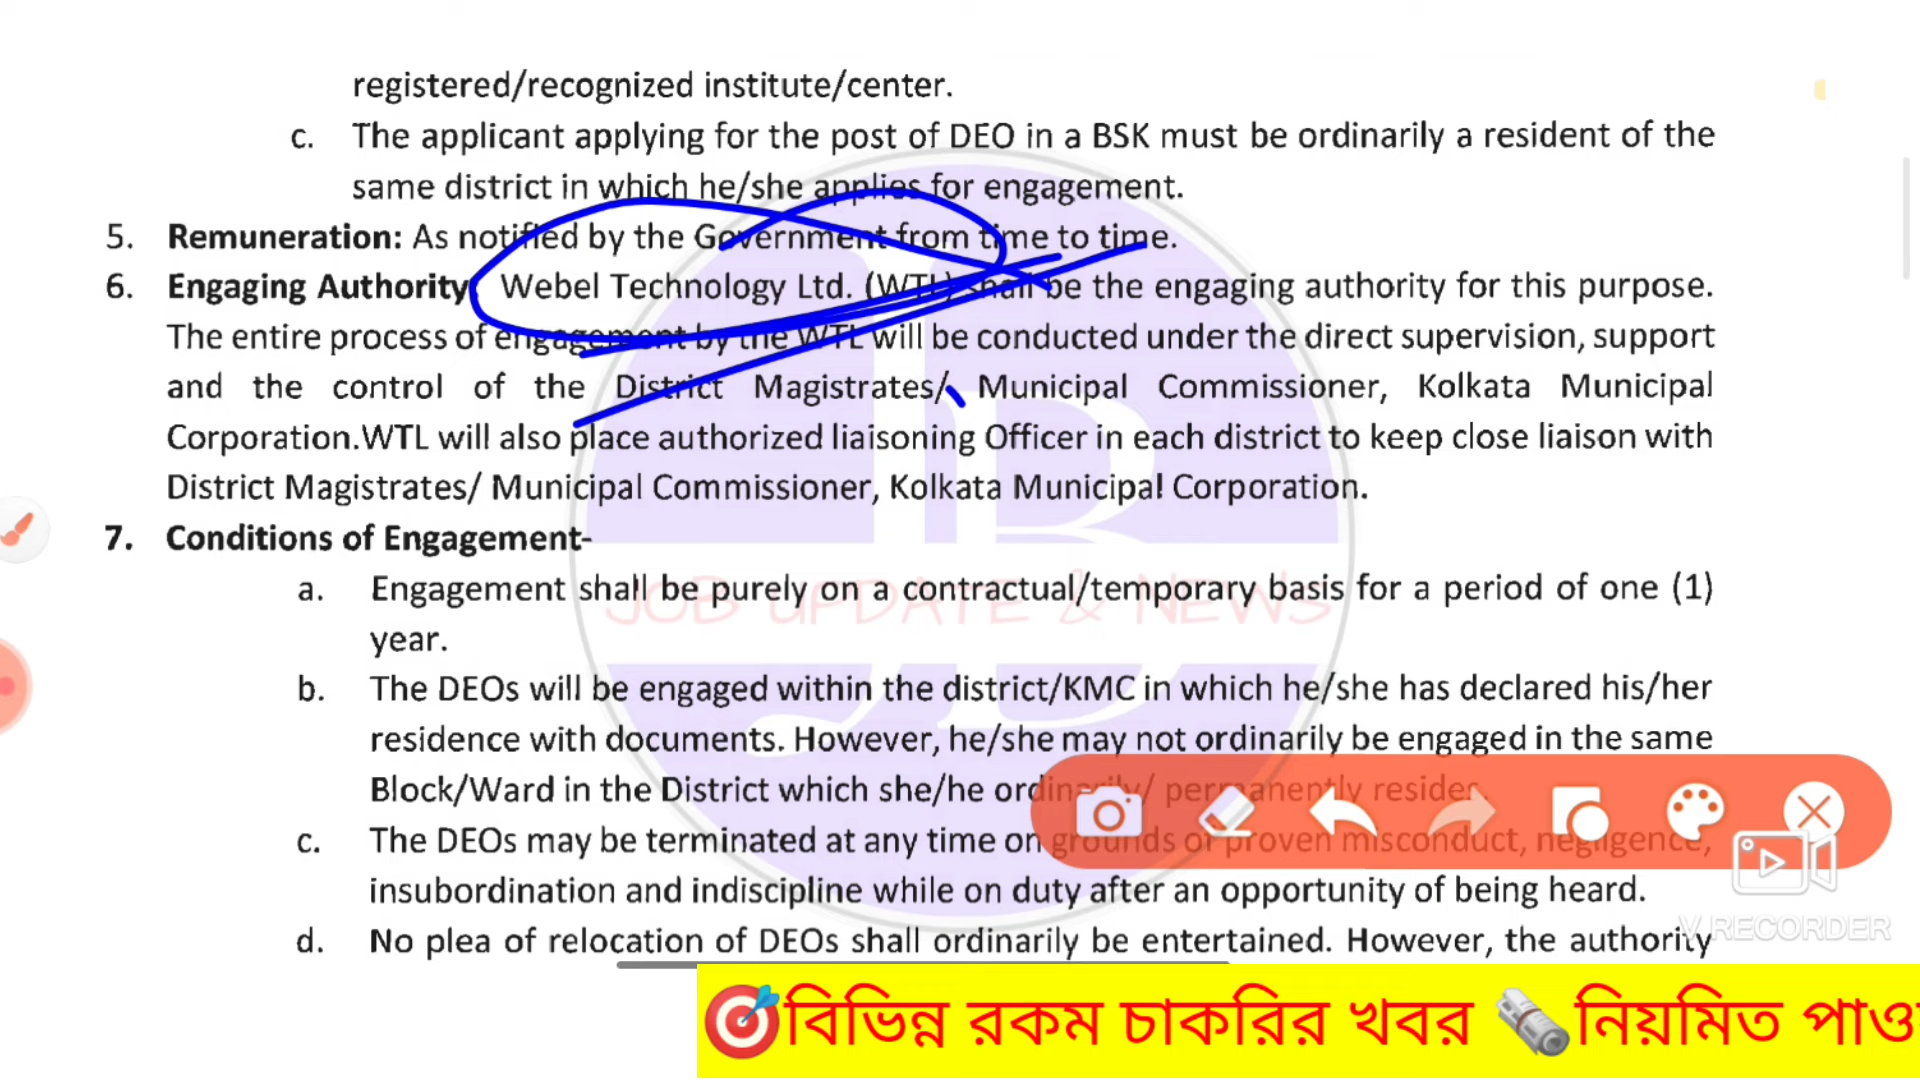 registered/recognized institute/center.
c. The applicant applying for the post of DEO in a BSK must be ordinarily a resident of the
same district in which he/she applies for engagement.
5. Remuneration: As notified by the Government from time to time.
6. Engaging Authority: Webel Technology Ltd. (WTL) shall be the engaging authority for this purpose.
The entire process of engagement by the WTL will be conducted under the direct supervision, support
and the control of the District Magistrates/ Municipal Commissioner, Kolkata Municipal
Corporation.WTL will also place authorized liaisoning Officer in each district to keep close liaison with
District Magistrates/ Municipal Commissioner, Kolkata Municipal Corporation.
7. Conditions of Engagement-
JOB UPDATE & NEWS
a. Engagement shall be purely on a contractual/temporary basis for a period of one (1)
year.
b. The DEOs will be engaged within the district/KMC in which he/she has declared his/her
residence with documents. However, he/she may not ordinarily be engaged in the same
Block/Ward in the District which she/he ordinarily/ permanently resides.
c. The DEOs may be terminated at any time on grounds of proven misconduct, negligence,
insubordination and indiscipline while on duty after an opportunity of being heard.
d. No plea of relocation of DEOs shall ordinarily be entertained. However, the authority
V RECORDER
বিভিন্ন রকম চাকরির খবর নিয়মিত